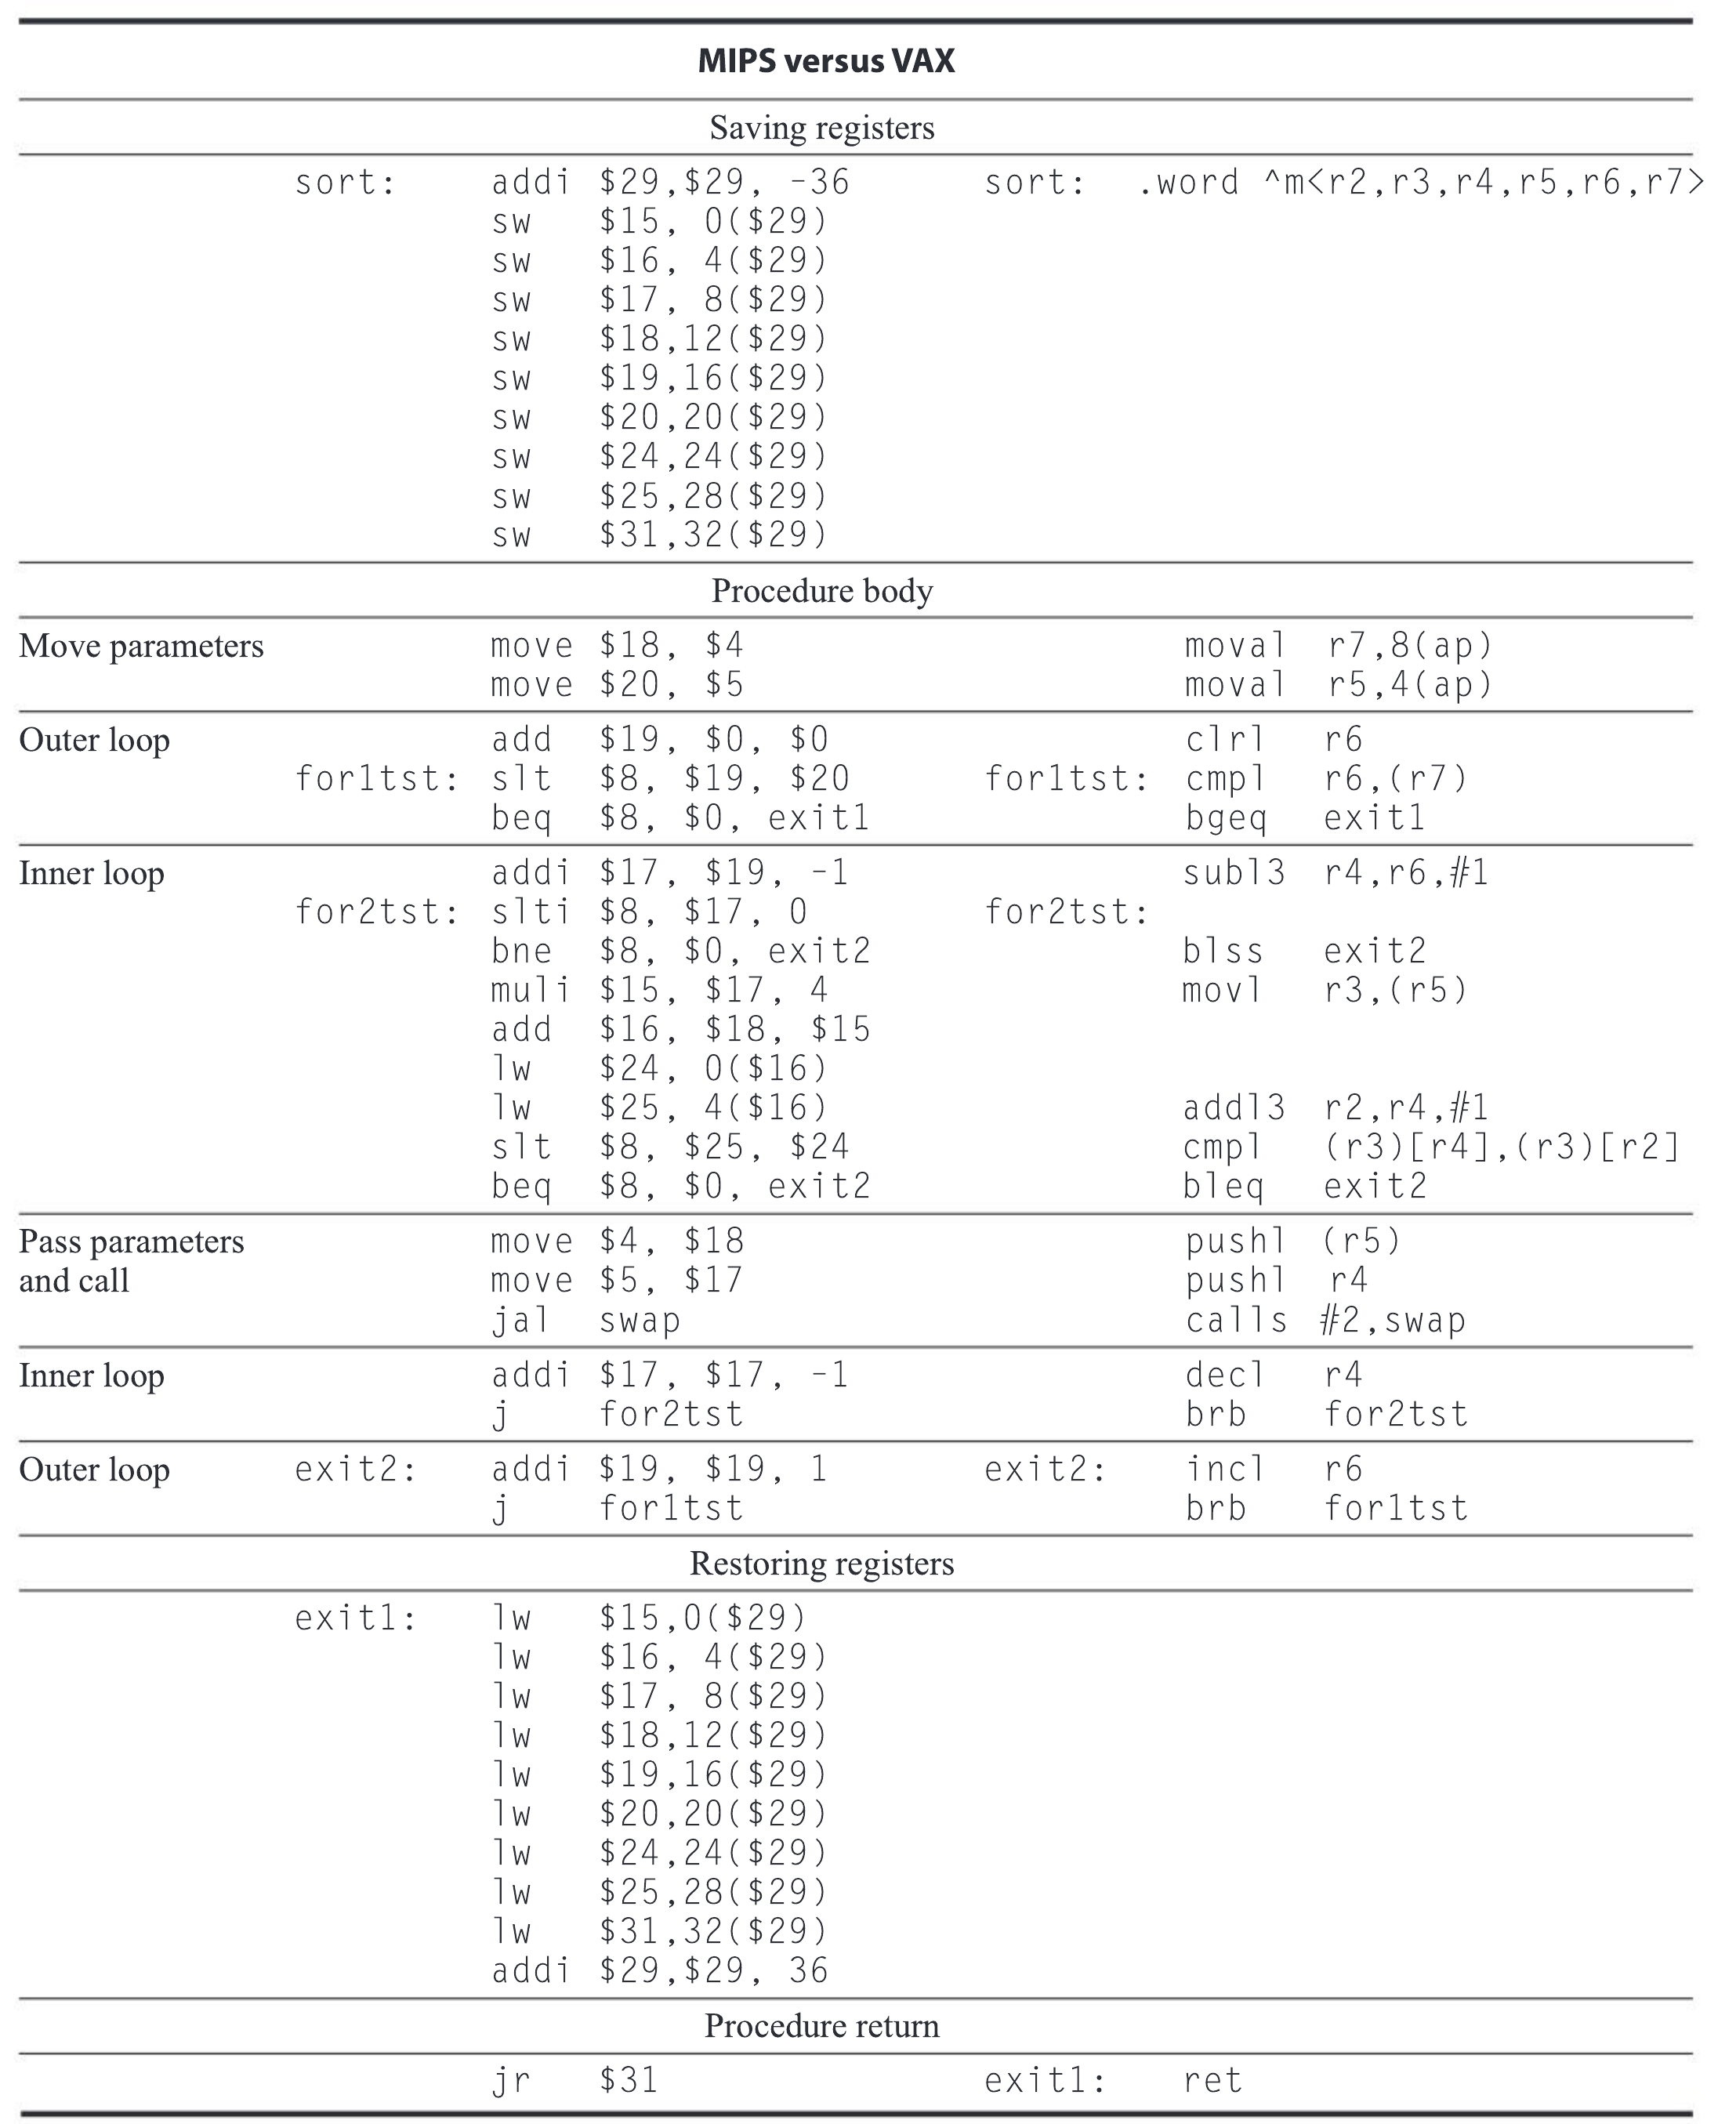 MIPS versus VAX
Saving registers
sort: addi $29,$29, -36 sort: .word ^m<r2,r3,r4,r5,r6,r7>
sw $15, 0($29)
sw $16, 4($29)
sw $17, 8($29)
sw $18,12($29)
sw $19,16($29)
sw $20,20($29)
sw $24,24($29)
sw $25,28($29)
sw $31,32($29)
Procedure body
Move parameters move $18, $4 moval r7,8(ap)
move $20, $5 moval r5,4(ap)
Outer loop add $19, $0, $0 clrl r6
for1tst: slt $8, $19, $20 for1tst: cmpl r6,(r7)
beq $8, $0, exit1 bgeq exit1
Inner loop addi $17, $19, -1 subl3 r4,r6,#1
for2tst: slti $8, $17, 0 for2tst:
bne $8, $0, exit2 blss exit2
muli $15, $17, 4 movl r3,(r5)
add $16, $18, $15
lw $24, 0($16)
lw $25, 4($16) addl3 r2,r4,#1
slt $8, $25, $24 cmpl (r3)[r4],(r3)[r2]
beq $8, $0, exit2 bleq exit2
Pass parameters move $4, $18 pushl (r5)
and call move $5, $17 pushl r4
jal swap calls #2,swap
Inner loop addi $17, $17, -1 decl r4
j for2tst brb for2tst
Outer loop exit2: addi $19, $19, 1 exit2: incl r6
j for1tst brb for1tst
Restoring registers
exit1: lw $15,0($29)
lw $16, 4($29)
lw $17, 8($29)
lw $18,12($29)
lw $19,16($29)
lw $20,20($29)
lw $24,24($29)
lw $25,28($29)
lw $31,32($29)
addi $29,$29, 36
Procedure return
jr $31 exit1: ret